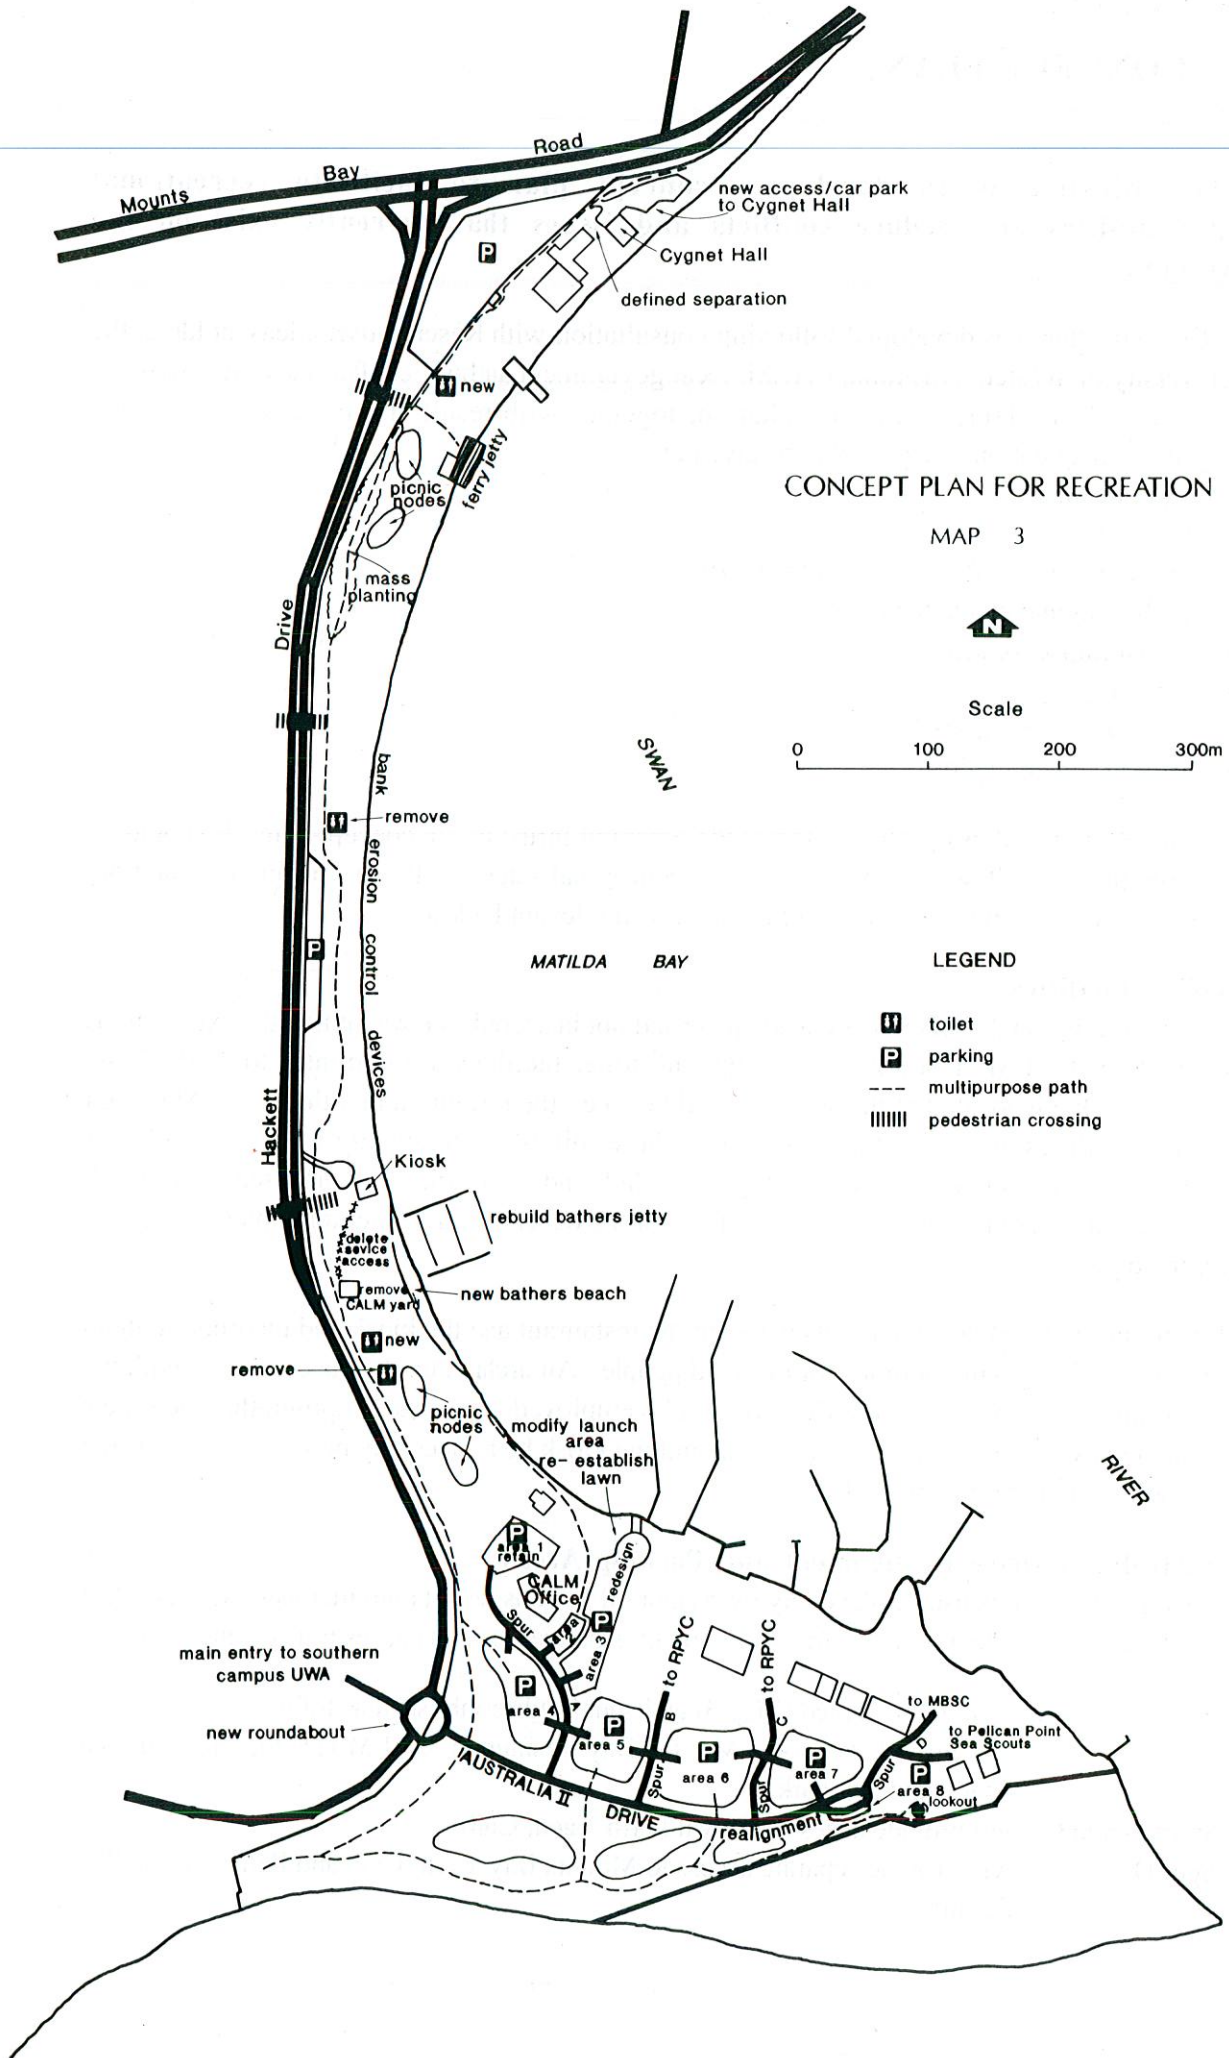 Mounts Bay Road
new access/car park
to Cygnet Hall
P
Cygnet Hall
defined separation
new
ferry jetty
picnic
nodes
CONCEPT PLAN FOR RECREATION
MAP 3
mass
planting
N
Drive
Scale
0 100 200 300m
SWAN
bank erosion control devices
remove
P
MATILDA BAY
LEGEND
toilet
P parking
multipurpose path
pedestrian crossing
Hackett
Kiosk
rebuild bathers jetty
delete
sevice
access
remove
CALM yard
new bathers beach
new
remove
picnic
nodes
modify launch
area
re- establish
lawn
RIVER
P
area 1
retain
redesign
CALM
Office
Spur
area
2
P
area 3
main entry to southern
campus UWA
to RPYC
to RPYC
new roundabout
P
area 4
A
B
C
to MBSC
to Pelican Point
Sea Scouts
D
P
area 5
P
area 6
P
area 7
Spur
Spur
Spur
P
area 8
lookout
AUSTRALIA II DRIVE
realignment